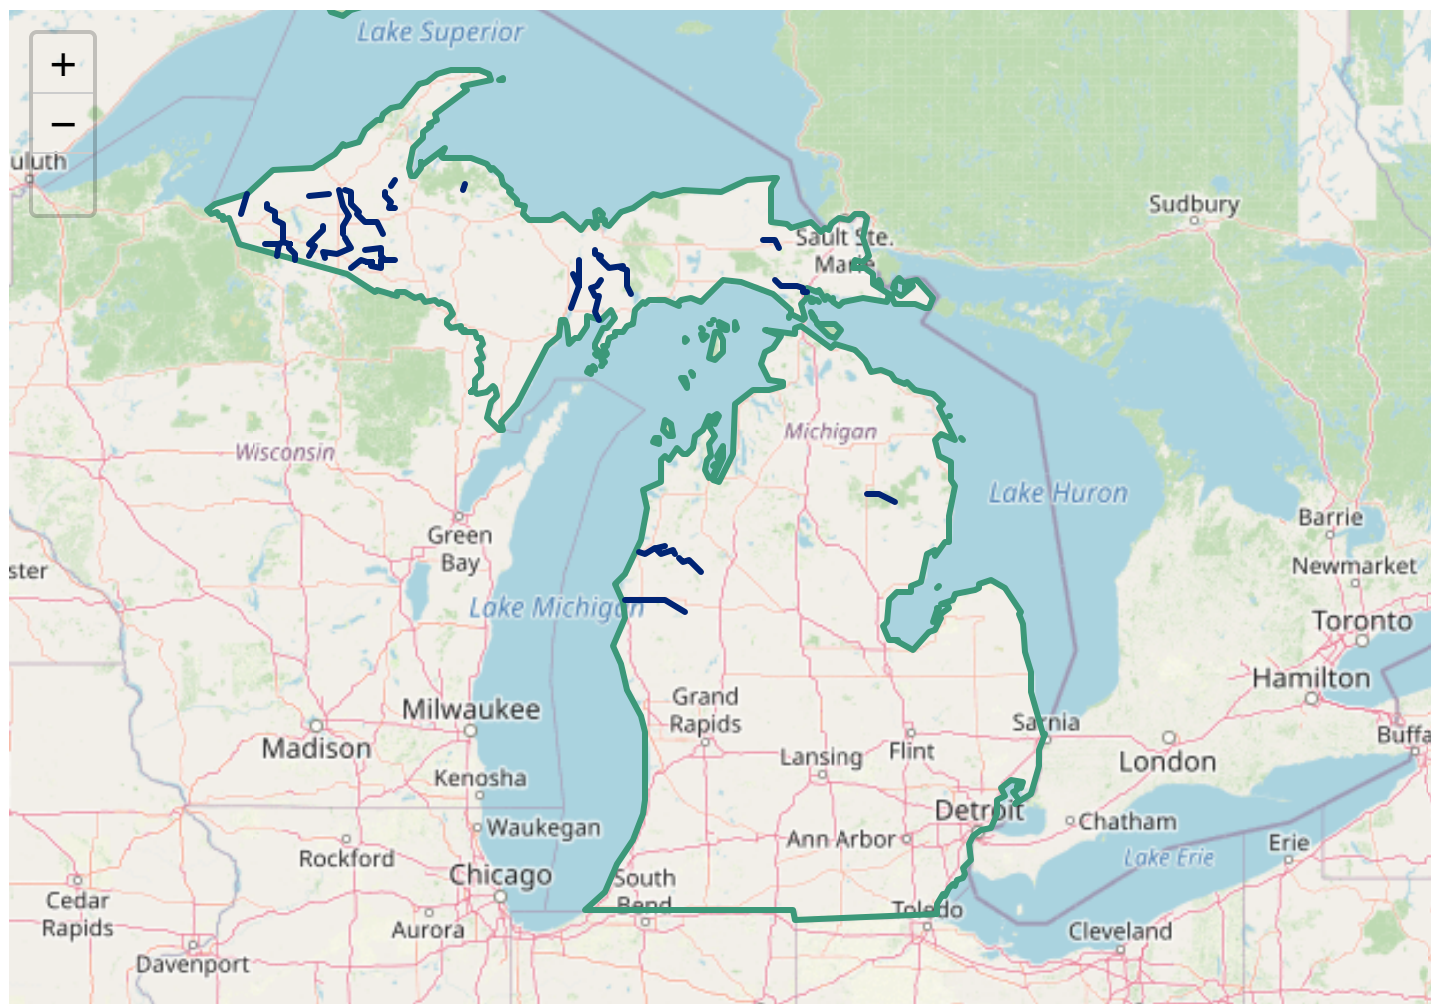 Lake Superior
+
−
uluth
Sudbury
Sault Ste.
Marie
Michigan
Wisconsin
Lake Huron
Barrie
Green
Bay
Newmarket
ster
Lake Michigan
Toronto
Hamilton
Grand
Rapids
Milwaukee
Sarnia
Buffa
Madison
Lansing
Flint
London
Kenosha
Detroit
Waukegan
Chatham
Ann Arbor
Erie
Rockford
Lake Erie
Chicago
South
Bend
Cedar
Rapids
Toledo
Aurora
Cleveland
Davenport